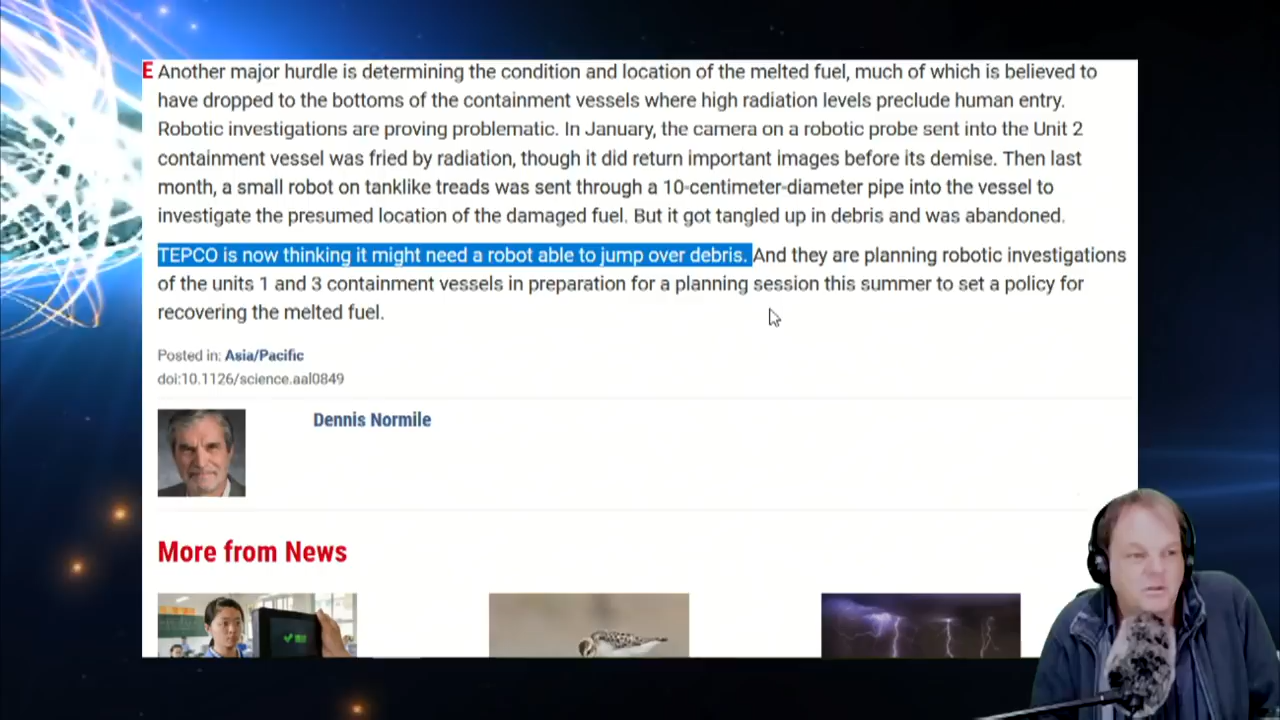 E Another major hurdle is determining the condition and location of the melted fuel, much of which is believed to
have dropped to the bottoms of the containment vessels where high radiation levels preclude human entry.
Robotic investigations are proving problematic. In January, the camera on a robotic probe sent into the Unit 2
containment vessel was fried by radiation, though it did return important images before its demise. Then last
month, a small robot on tanklike treads was sent through a 10-centimeter-diameter pipe into the vessel to
investigate the presumed location of the damaged fuel. But it got tangled up in debris and was abandoned.
TEPCO is now thinking it might need a robot able to jump over debris. And they are planning robotic investigations
of the units 1 and 3 containment vessels in preparation for a planning session this summer to set a policy for
recovering the melted fuel.
Posted in: Asia/Pacific
doi:10.1126/science.aal0849
Dennis Normile
More from News